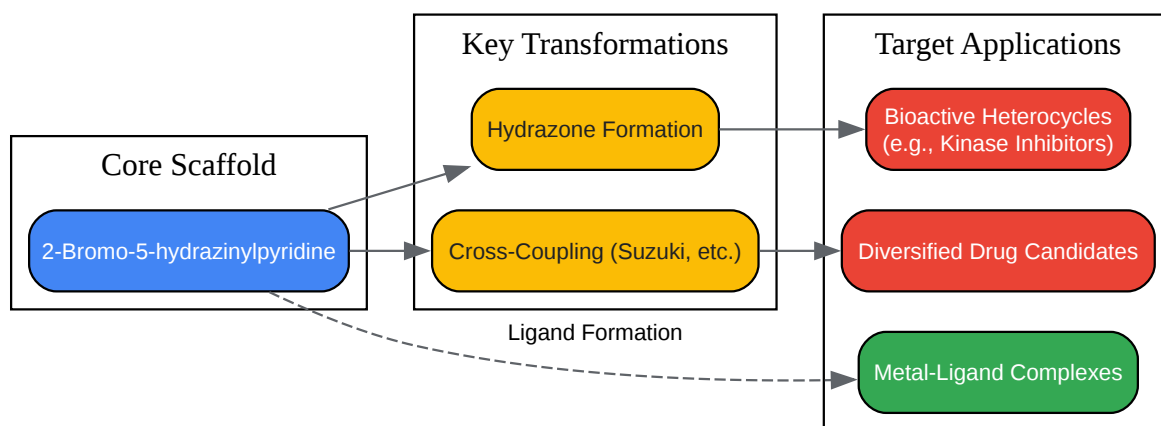 Core Scaffold
2-Bromo-5-hydrazinylpyridine
Key Transformations
Hydrazone Formation
Cross-Coupling (Suzuki, etc.)
Ligand Formation
Target Applications
Bioactive Heterocycles
(e.g., Kinase Inhibitors)
Diversified Drug Candidates
Metal-Ligand Complexes